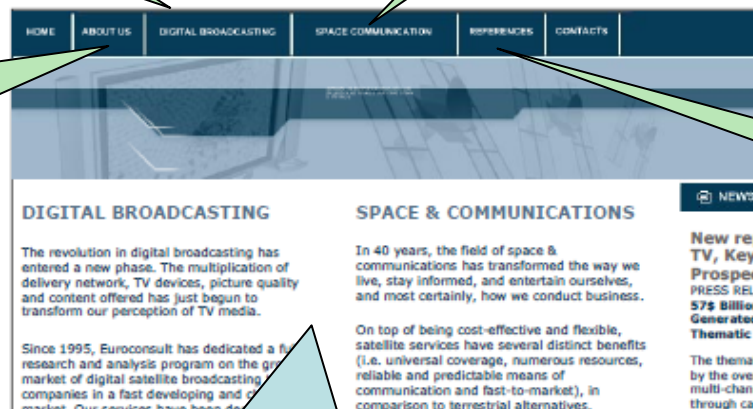 HOME ABOUT US DIGITAL BROADCASTING SPACE COMMUNICATION REFERENCES CONTACTS
DIGITAL BROADCASTING
The revolution in digital broadcasting has
entered a new phase. The multiplication of
delivery network, TV devices, picture quality
and content offered has just begun to
transform our perception of TV media.
Since 1995, Euroconsult has dedicated a
research and analysis program on the
market of digital satellite broadcasting
companies in a fast developing and
market. Our services have been
SPACE & COMMUNICATIONS
In 40 years, the field of space &
communications has transformed the way we
live, stay informed, and entertain ourselves,
and most certainly, how we conduct business.
On top of being cost-effective and flexible,
satellite services have several distinct benefits
(i.e. universal coverage, numerous resources,
reliable and predictable means of
communication and fast-to-market), in
comparison to terrestrial alternatives.
NEWS
New re
TV, Key
Prospe
PRESS REL
57$ Billio
Generate
Thematic
The thema
by the ove
multi-chan
through ca